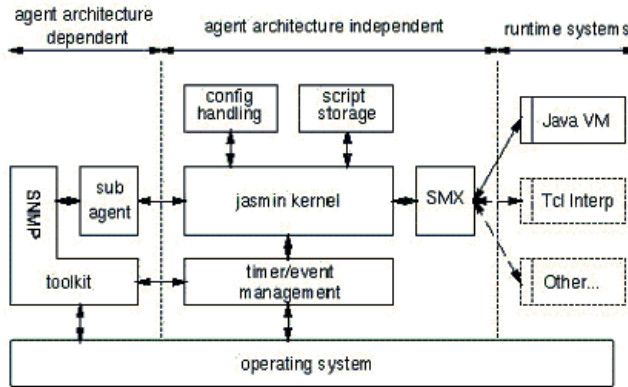 agent architecture dependent
agent architecture independent
runtime systems
config handling
script storage
Java VM
SNMP
sub agent
jasmin kernel
SMX
Tcl Interp
toolkit
timer/event management
Other...
operating system